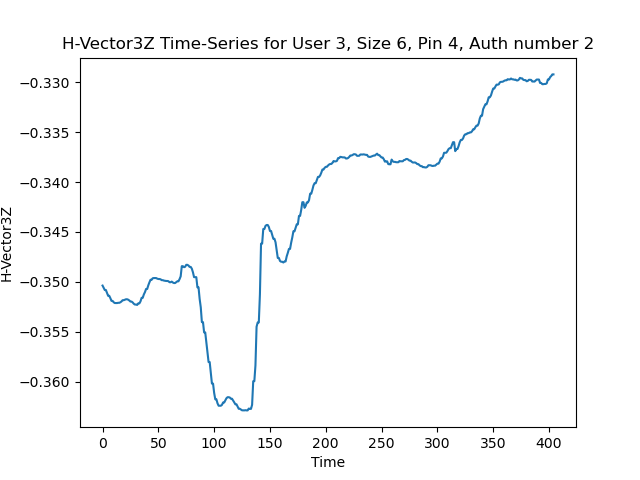 H-Vector3Z Time-Series for User 3, Size 6, Pin 4, Auth number 2
−0.330
−0.335
−0.340
−0.345
−0.350
−0.355
−0.360
H-Vector3Z
0 50 100 150 200 250 300 350 400
Time